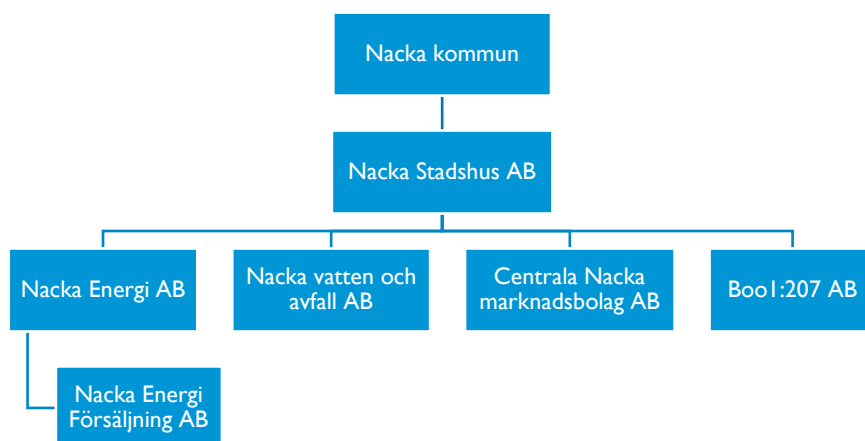 Nacka kommun
Nacka Stadshus AB
Nacka Energi AB
Nacka vatten och
avfall AB
Centrala Nacka
marknadsbolag AB
Boo1:207 AB
Nacka Energi
Försäljning AB